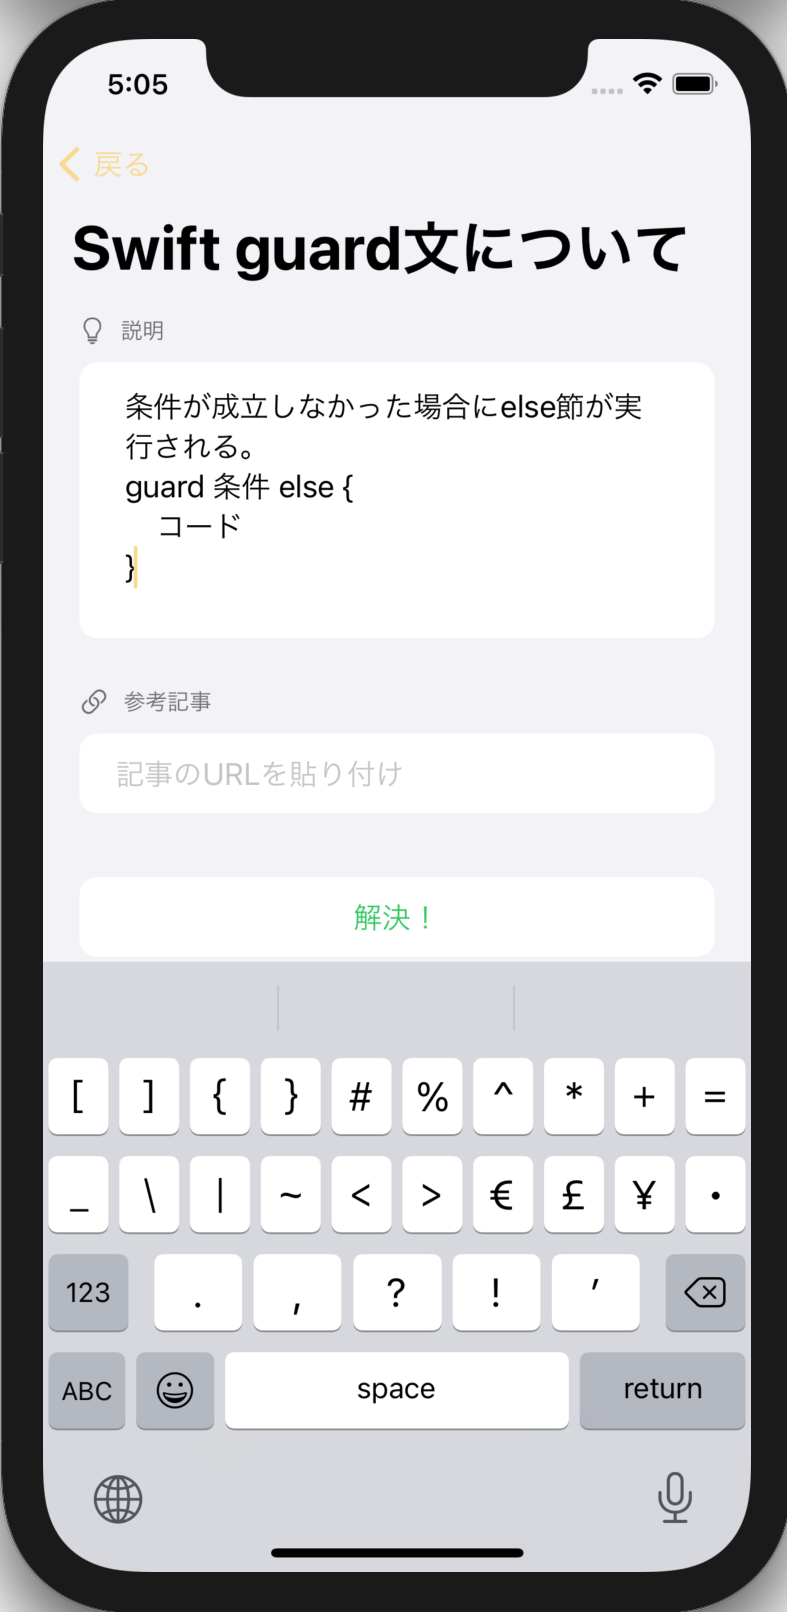 5:05
戻る
Swift guard文について
説明
条件が成立しなかった場合にelse節が実
行される。
guard 条件 else {
コード
}
参考記事
記事のURLを貼り付け
解決！
[ ] { } # % ^ * + =
_ \ | ~ < > € £ ¥ •
123 . , ? ! ′
ABC space return